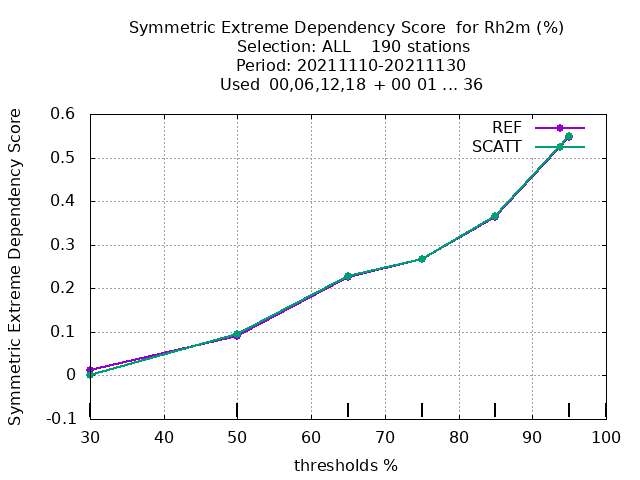 Symmetric Extreme Dependency Score for Rh2m (%)
Selection: ALL 190 stations
Period: 20211110-20211130
Used 00,06,12,18 + 00 01 ... 36
Symmetric Extreme Dependency Score
0.6
0.5
0.4
0.3
0.2
0.1
0
-0.1
REF
SCATT
30 40 50 60 70 80 90 100
thresholds %